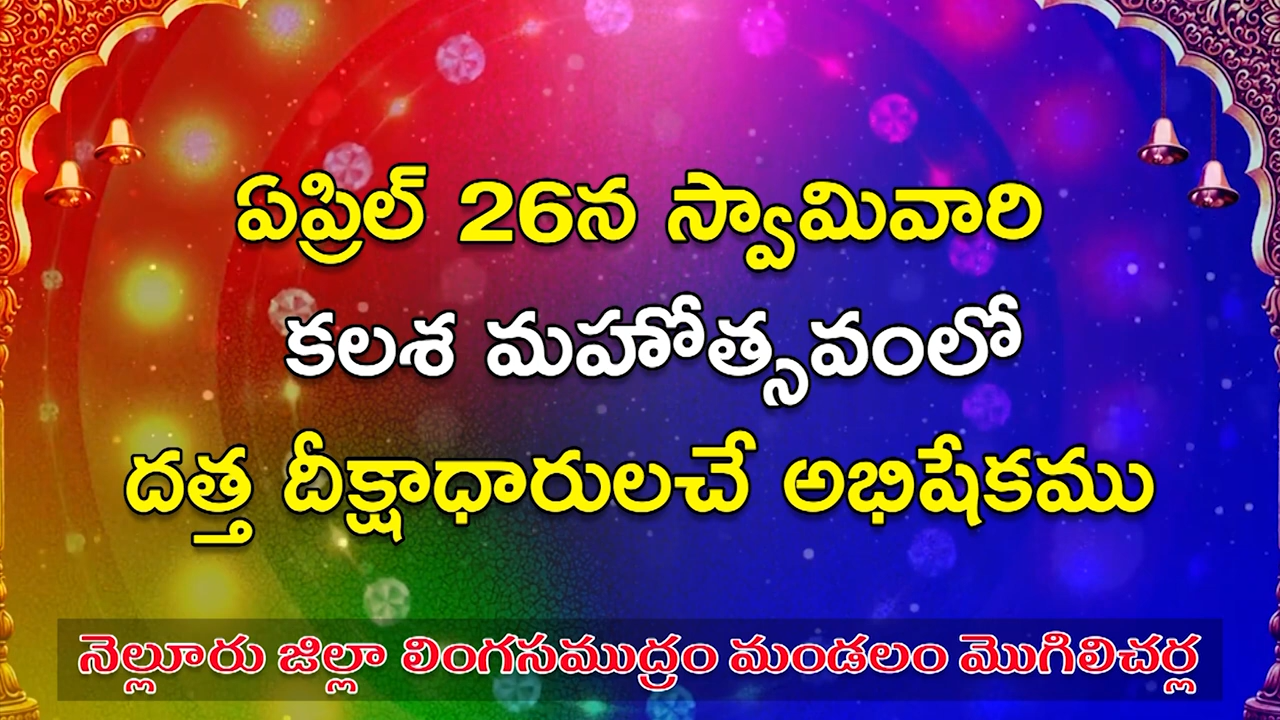 ఏప్రిల్ 26న స్వామివారి
కలశ మహోత్సవంలో
దత్త దీక్షాధారులచే అభిషేకము
నెల్లూరు జిల్లా లింగసముద్రం మండలం మొగిలిచర్ల